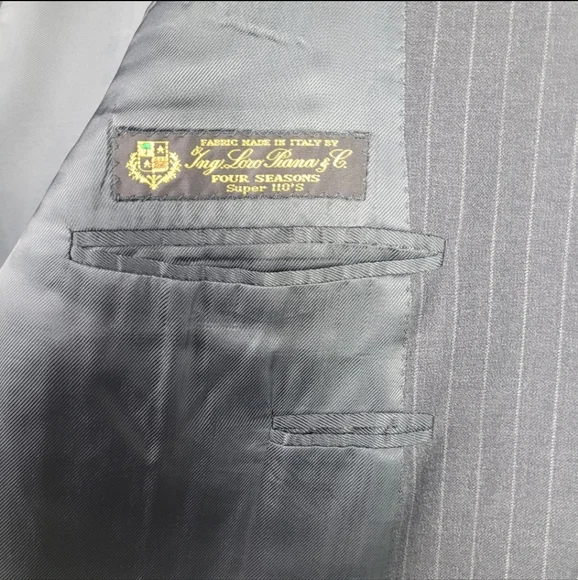 FABRIC MADE IN ITALY BY
Ing. Loro Piana & C.
FOUR SEASONS
Super 110'S